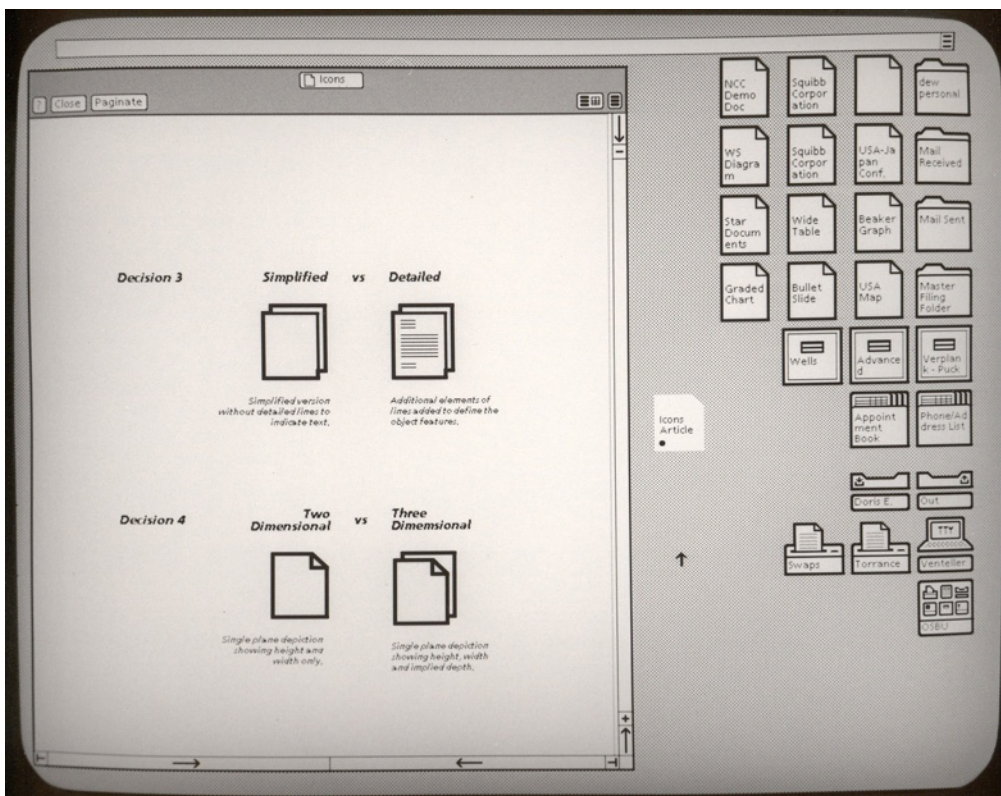 Icons
?
Close
Paginate
Decision 3
Simplified vs Detailed
Simplified version
without detailed lines to
indicate text.
Additional elements of
lines added to define the
object features.
Decision 4
Two
Dimensional
vs
Three
Dimemsional
Single plane depiction
showing height and
width only.
Single plane depiction
showing height, width
and implied depth.
NCC
Demo
Doc
Squibb
Corpor
ation
dew
personal
WS
Diagra
m
Squibb
Corpor
ation
USA-Ja
pan
Conf.
Mail
Received
Star
Docum
ents
Wide
Table
Beaker
Graph
Mail Sent
Graded
Chart
Bullet
Slide
USA
Map
Master
Filing
Folder
Wells
Advance
d
Verplan
k - Puck
Icons
Article
Appoint
ment
Book
Phone/Ad
dress List
Doris E.
Out
Swaps
Torrance
TTY
Venteller
OSBU